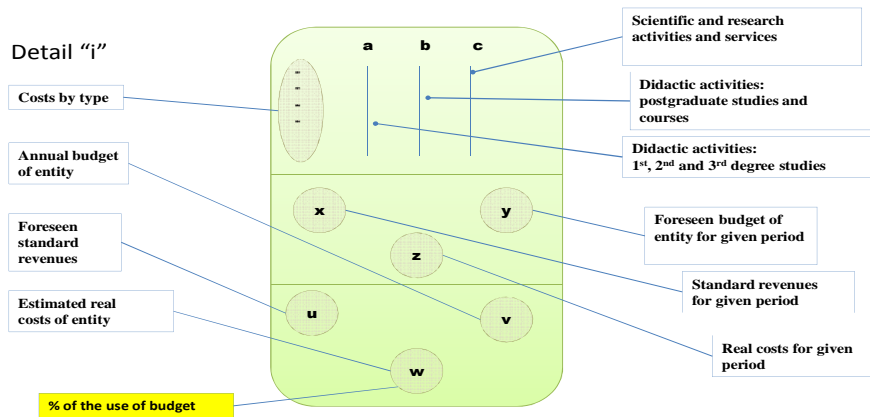 Detail “i”
a b c
Scientific and research
activities and services
Costs by type
Didactic activities:
postgraduate studies and
courses
Didactic activities:
1st, 2nd and 3rd degree studies
Annual budget
of entity
x
y
z
Foreseen budget of
entity for given period
Foreseen
standard
revenues
Standard revenues
for given period
Estimated real
costs of entity
u
v
w
Real costs for given
period
% of the use of budget